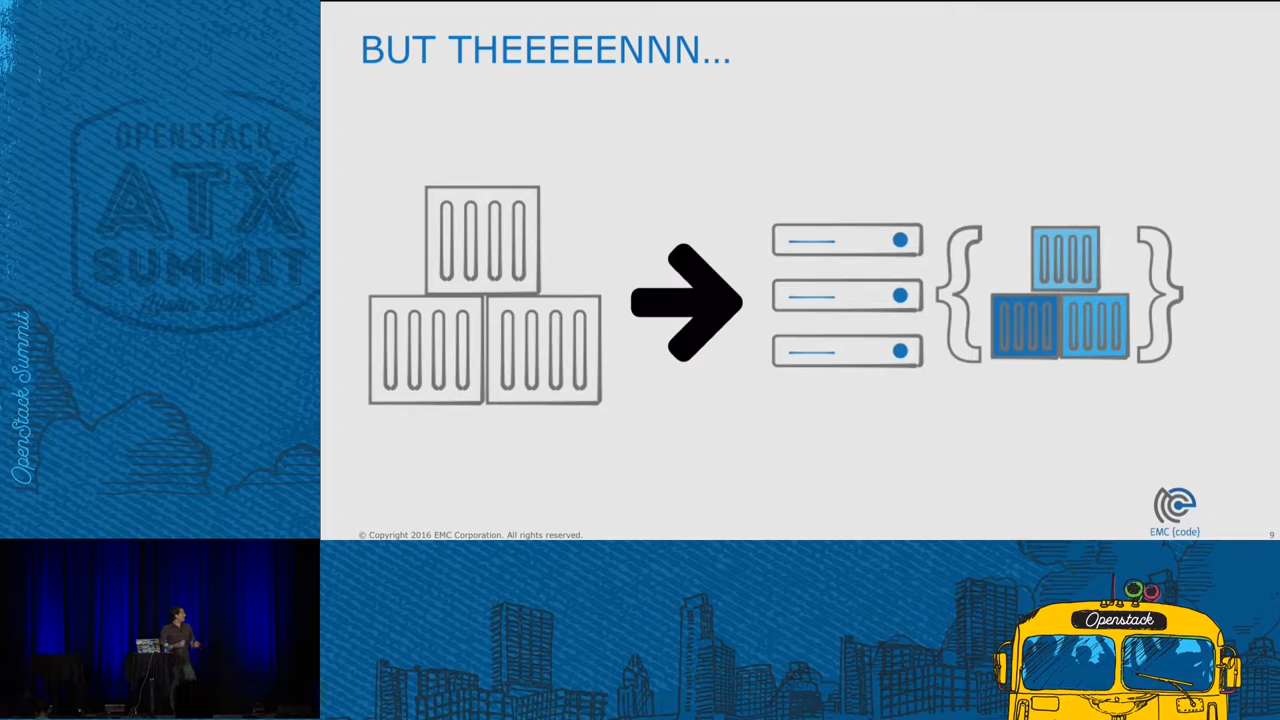 BUT THEEEEENNN...
OPENSTACK
ATX
SUMMIT
OpenStack Summit
EMC {code}
© Copyright 2016 EMC Corporation. All rights reserved.
9
Openstack